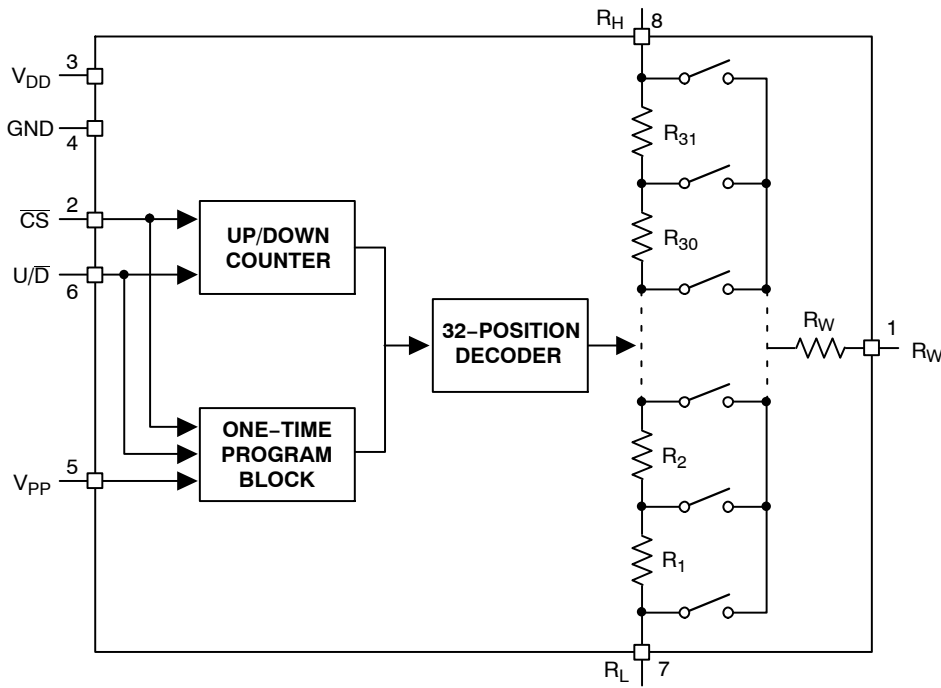 R_H 8
3
V_DD
GND
4
2
C̅S̅
U/D̅
6
UP/DOWN
COUNTER
32–POSITION
DECODER
ONE–TIME
PROGRAM
BLOCK
5
V_PP
R_31
R_30
R_W
1
R_W
R_2
R_1
R_L 7